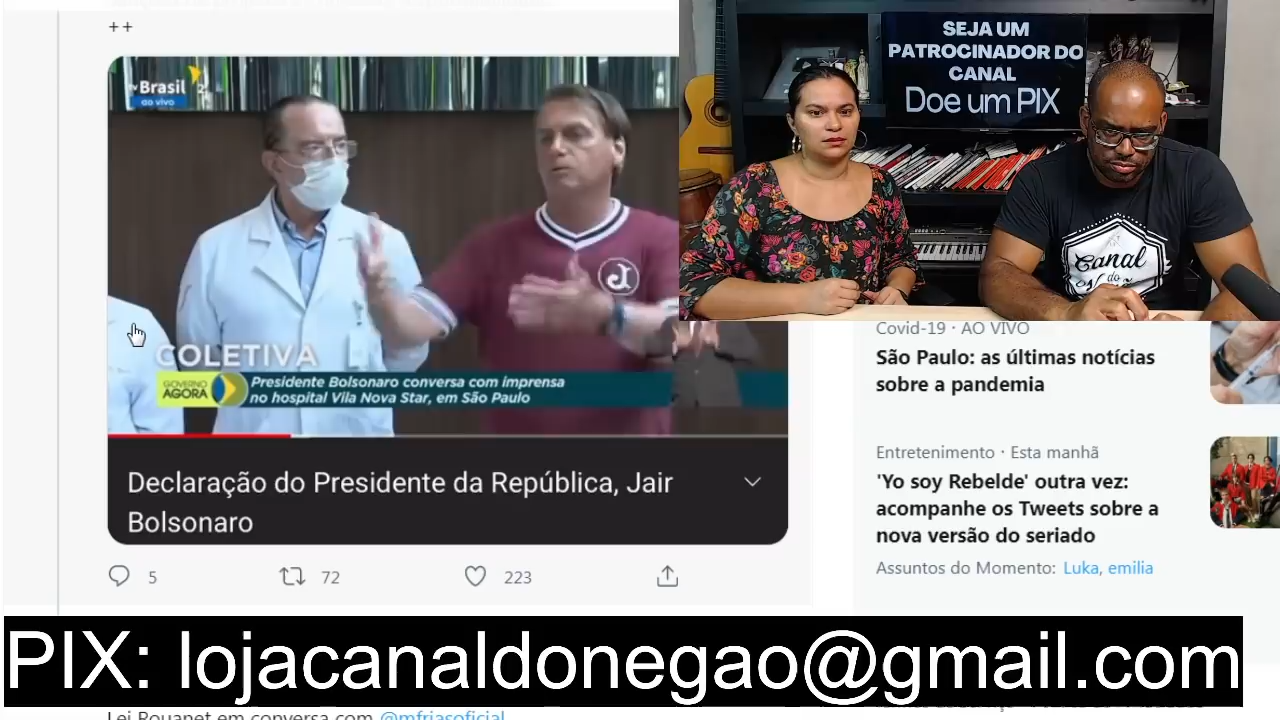 ++
tvBrasil
ao vivo
COLETIVA
GOVERNO
AGORA
Presidente Bolsonaro conversa com imprensa
no hospital Vila Nova Star, em São Paulo
Declaração do Presidente da República, Jair
Bolsonaro
5
72
223
SEJA UM
PATROCINADOR DO
CANAL
Doe um PIX
Canal
do
Covid-19 · AO VIVO
São Paulo: as últimas notícias
sobre a pandemia
Entretenimento · Esta manhã
'Yo soy Rebelde' outra vez:
acompanhe os Tweets sobre a
nova versão do seriado
Assuntos do Momento: Luka, emilia
PIX: lojacanaldonegao@gmail.com
Lei Rouanet em conversa com @mfriasoficial